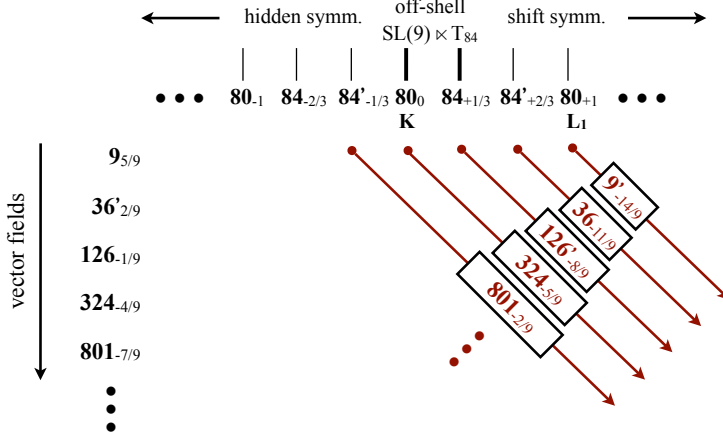 hidden symm. off-shell shift symm.
SL(9) ⋉ T₈₄
80₋₁ 84₋₂/₃ 84'₋₁/₃ 80₀ 84₊₁/₃ 84'₊₂/₃ 80₊₁
K L₁
vector fields
9₅/₉
36'₂/₉
126₋₁/₉
324₋₄/₉
801₋₇/₉
9'₋₁₄/₉
36₋₁₁/₉
126'₋₈/₉
324₋₅/₉
801₋₂/₉